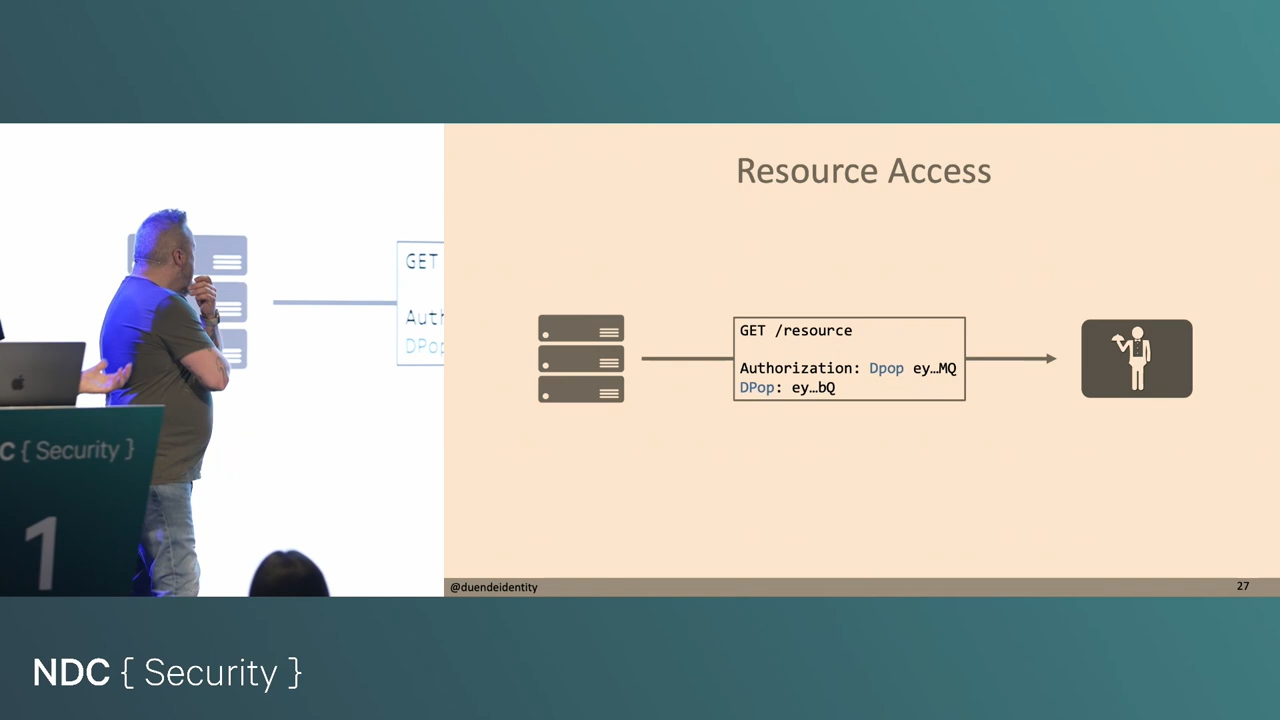 Resource Access
GET
Auth
DPop
GET /resource
Authorization: Dpop ey…MQ
DPop: ey…bQ
C { Security }
1
@duendeidentity
27
NDC { Security }